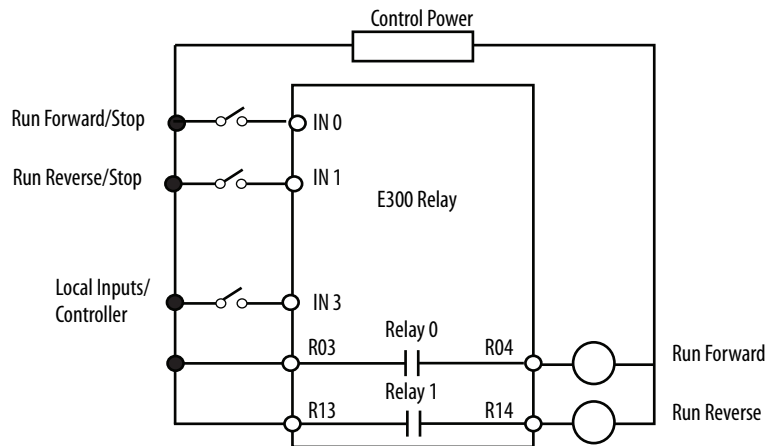 Control Power
Run Forward/Stop
IN 0
Run Reverse/Stop
IN 1
E300 Relay
Local Inputs/
Controller
IN 3
Relay 0
R03
R04
Run Forward
Relay 1
R13
R14
Run Reverse